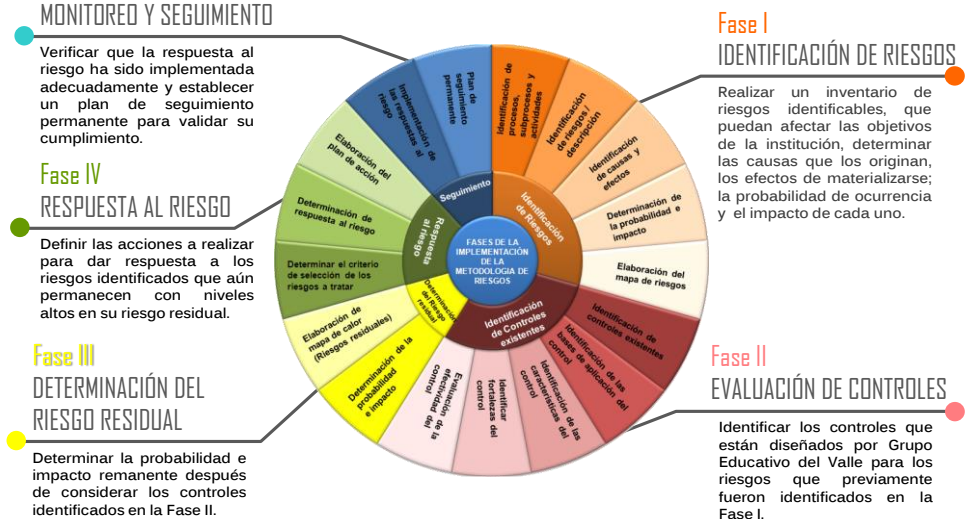 MONITOREO Y SEGUIMIENTO
Verificar que la respuesta al
riesgo ha sido implementada
adecuadamente y establecer
un plan de seguimiento
permanente para validar su
cumplimiento.
Fase IV
RESPUESTA AL RIESGO
Definir las acciones a realizar
para dar respuesta a los
riesgos identificados que aún
permanecen con niveles
altos en su riesgo residual.
Fase III
DETERMINACIÓN DEL
RIESGO RESIDUAL
Determinar la probabilidad e
impacto remanente después
de considerar los controles
identificados en la Fase II.
FASES DE LA
IMPLEMENTACIÓN
DE LA
METODOLOGIA DE
RIESGOS
Identificación
de Riesgos
Identificación
de Controles
existentes
Determinación
del Riesgo
residual
Respuesta
al riesgo
Seguimiento
Identificación de
procesos,
subprocesos y
actividades
Identificación
de riesgos /
descripción
Identificación
de causas y
efectos
Determinación de
la probabilidad e
impacto
Elaboración del
mapa de riesgos
Identificación de
controles existentes
Identificación de las
bases de aplicación del
control
Identificación de las
características del
control
Identificar
fortalezas del
control
Evaluación de la
efectividad del
control
Determinación de la
probabilidad
e impacto
Elaboración de
mapa de calor
(Riesgos residuales)
Determinar el criterio
de selección de los
riesgos a tratar
Determinación de
respuesta al riesgo
Elaboración del
plan de acción
Implementación de
las respuestas al
riesgo
Plan de
seguimiento
permanente
Fase I
IDENTIFICACIÓN DE RIESGOS
Realizar un inventario de
riesgos identificables, que
puedan afectar las objetivos
de la institución, determinar
las causas que los originan,
los efectos de materializarse;
la probabilidad de ocurrencia
y el impacto de cada uno.
Fase II
EVALUACIÓN DE CONTROLES
Identificar los controles que
están diseñados por Grupo
Educativo del Valle para los
riesgos que previamente
fueron identificados en la
Fase I.